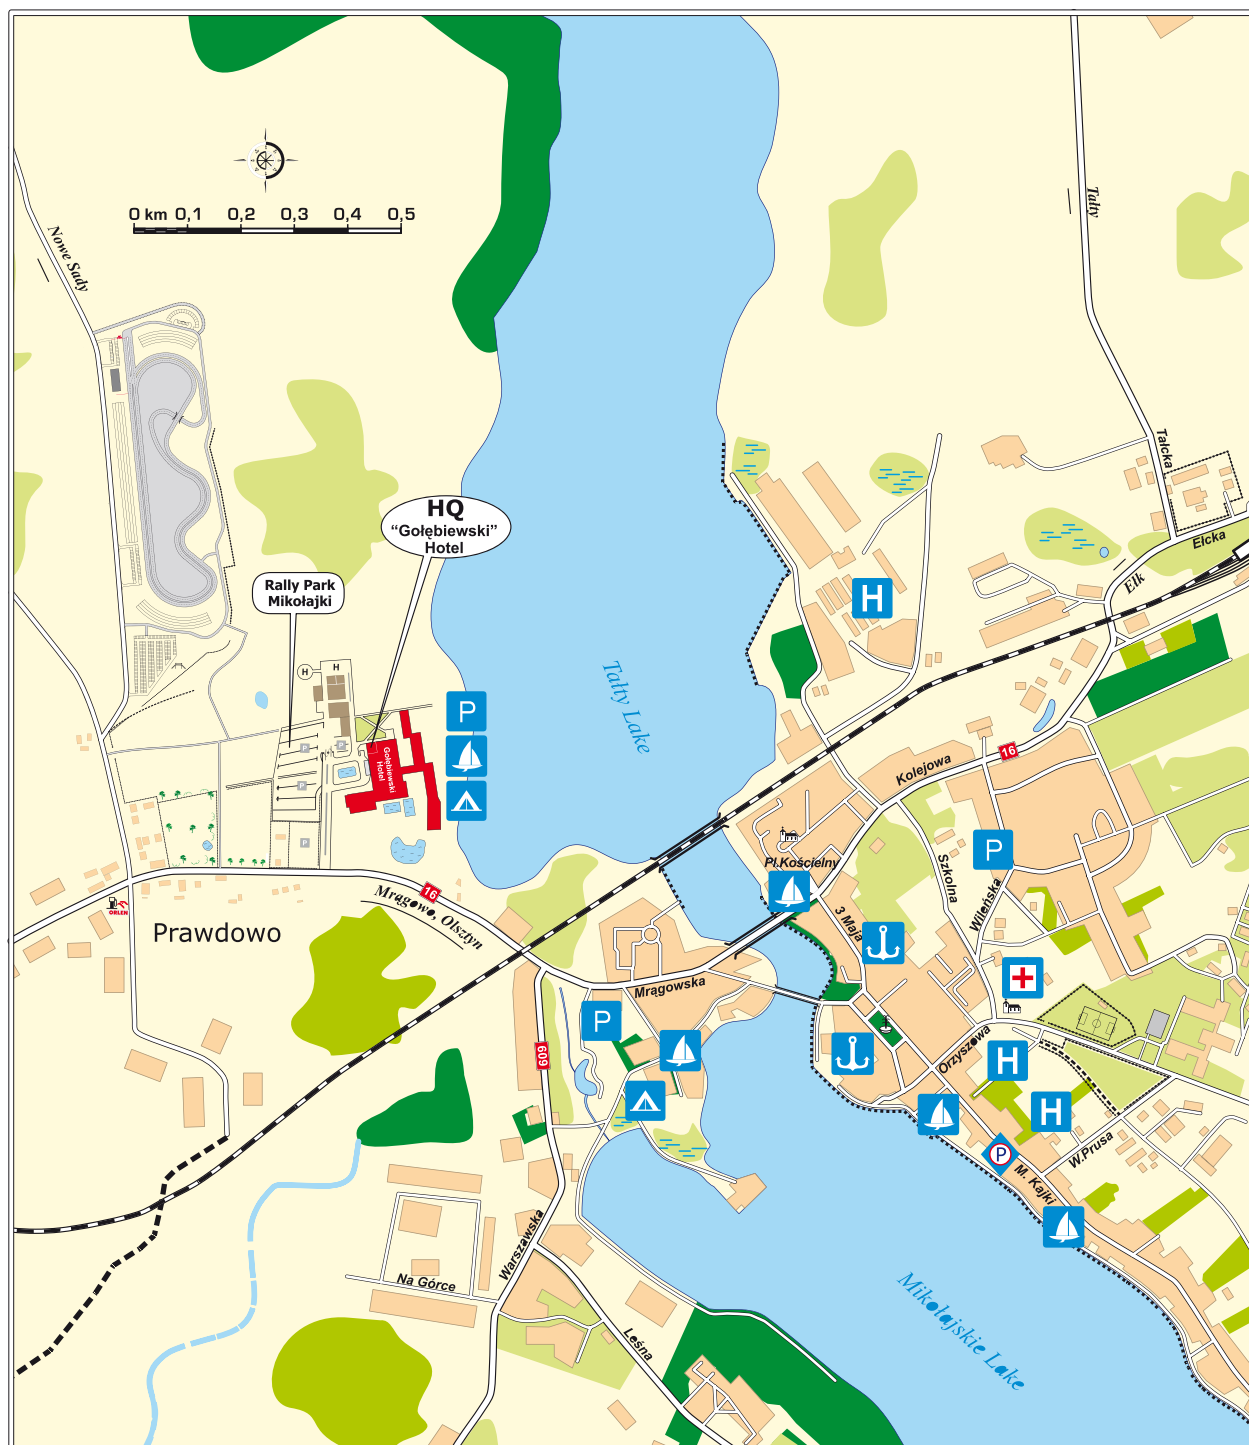 0 km 0,1 0,2 0,3 0,4 0,5
Tałty
Nowe Sady
Tałcka
HQ
“Gołębiewski”
Hotel
Ełcka
Ełk
Rally Park
Mikołajki
H
H
H
Tałty Lake
P
P
P
P
P
Gołębiewski
Hotel
16
Kolejowa
Pl.Kościelny
Szkolna
P
Wileńska
16
Mrągowo, Olsztyn
ORLEN
Prawdowo
3 Maja
Mrągowska
P
609
Orzyszowa
H
H
W.Prusa
P
M. Kajki
Warszawska
Na Górce
Leśna
Mikołajskie Lake